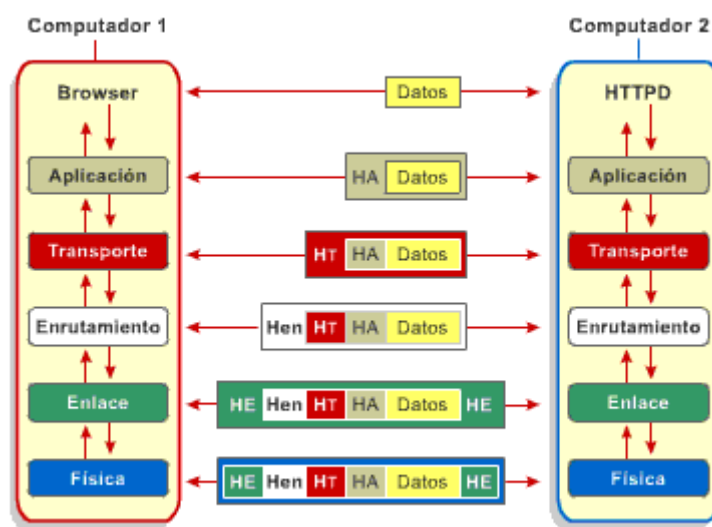 Computador 1 Computador 2
Browser Datos HTTPD
Aplicación HA Datos Aplicación
Transporte HT HA Datos Transporte
Enrutamiento Hen HT HA Datos Enrutamiento
Enlace HE Hen HT HA Datos HE Enlace
Física HE Hen HT HA Datos HE Física